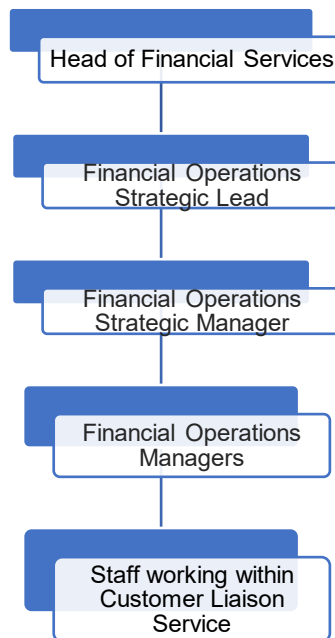 Head of Financial Services
Financial Operations
Strategic Lead
Financial Operations
Strategic Manager
Financial Operations
Managers
Staff working within
Customer Liaison
Service